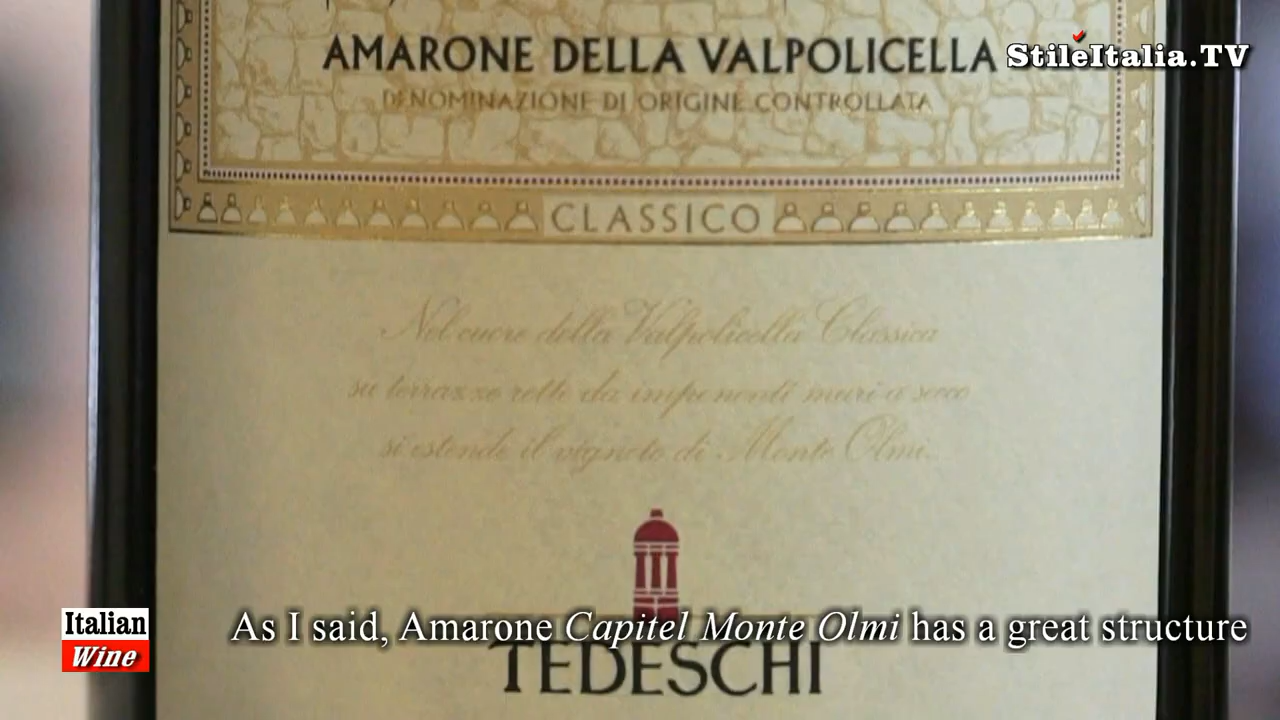 AMARONE DELLA VALPOLICELLA
StileItalia.TV
DENOMINAZIONE DI ORIGINE CONTROLLATA
CLASSICO
Nel cuore della Valpolicella Classica
su terrazze rette da imponenti muri a secco
si estende il vigneto di Monte Olmi.
Italian
Wine
As I said, Amarone Capitel Monte Olmi has a great structure
TEDESCHI